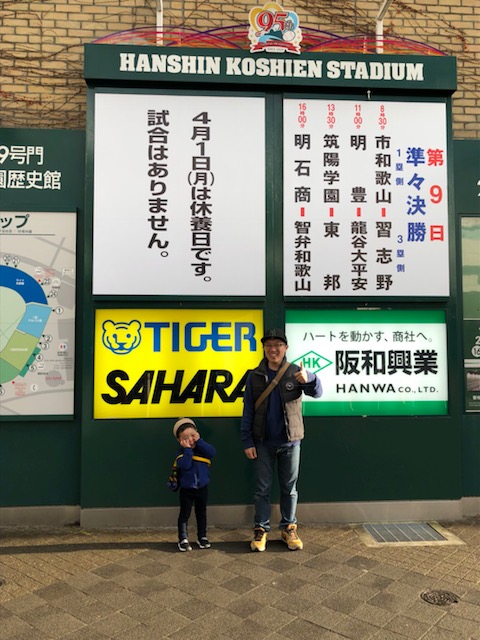 95th
HANSHIN KOSHIEN STADIUM
4月1日(月)は休養日です。
試合はありません。
第9日
準々決勝
1塁側 3塁側
8時30分 市和歌山-習志野
11時00分 明豊-龍谷大平安
13時30分 筑陽学園-東邦
16時00分 明石商-智弁和歌山
9号門
園歴史館
ップ
TIGER
SAHARA
ハートを動かす、商社へ。
HK 阪和興業
HANWA CO., LTD.